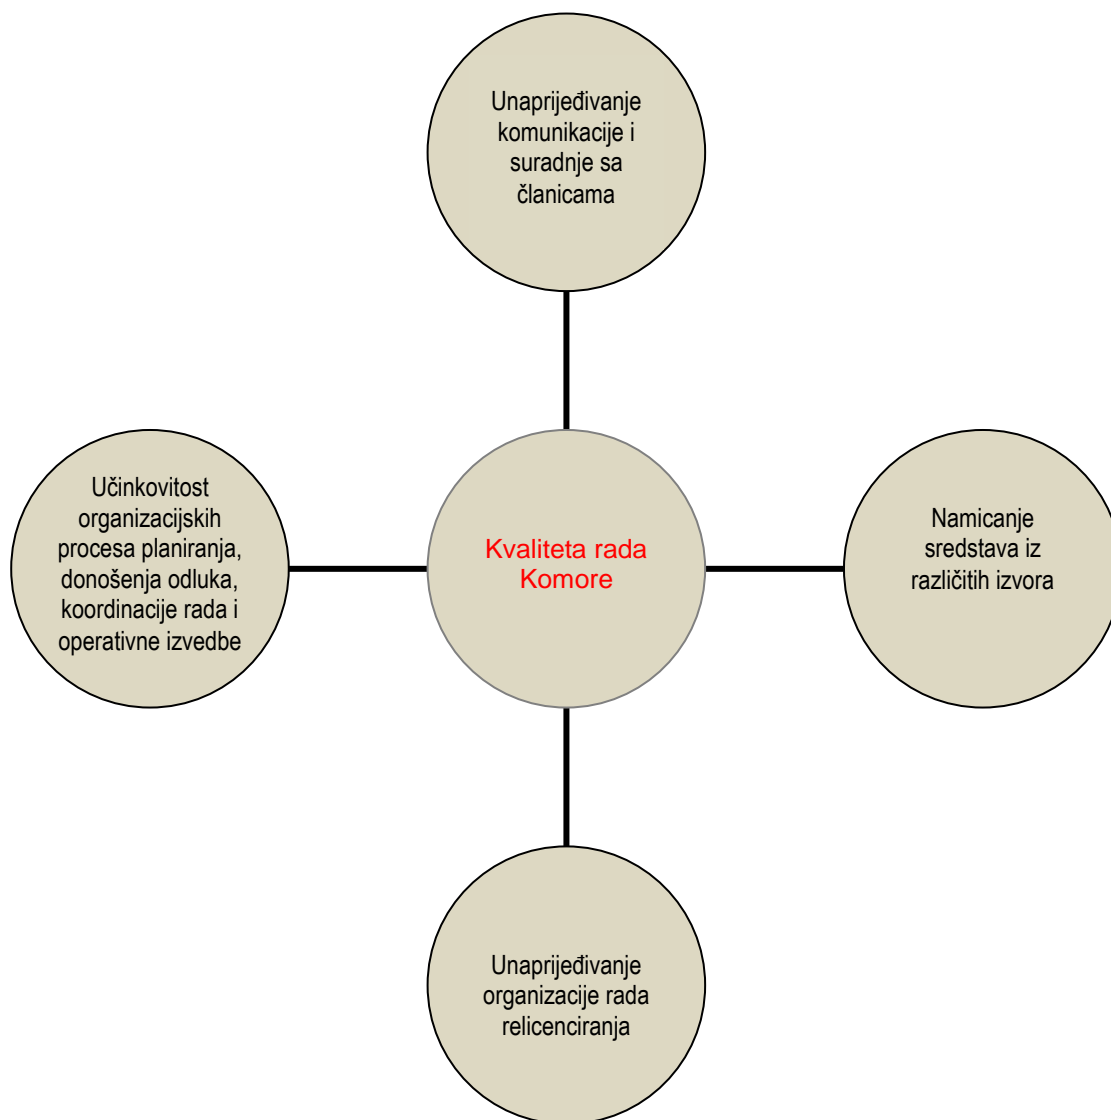 Unaprijeđivanje
komunikacije i
suradnje sa
članicama
Učinkovitost
organizacijskih
procesa planiranja,
donošenja odluka,
koordinacije rada i
operativne izvedbe
Kvaliteta rada
Komore
Namicanje
sredstava iz
različitih izvora
Unaprijeđivanje
organizacije rada
relicenciranja